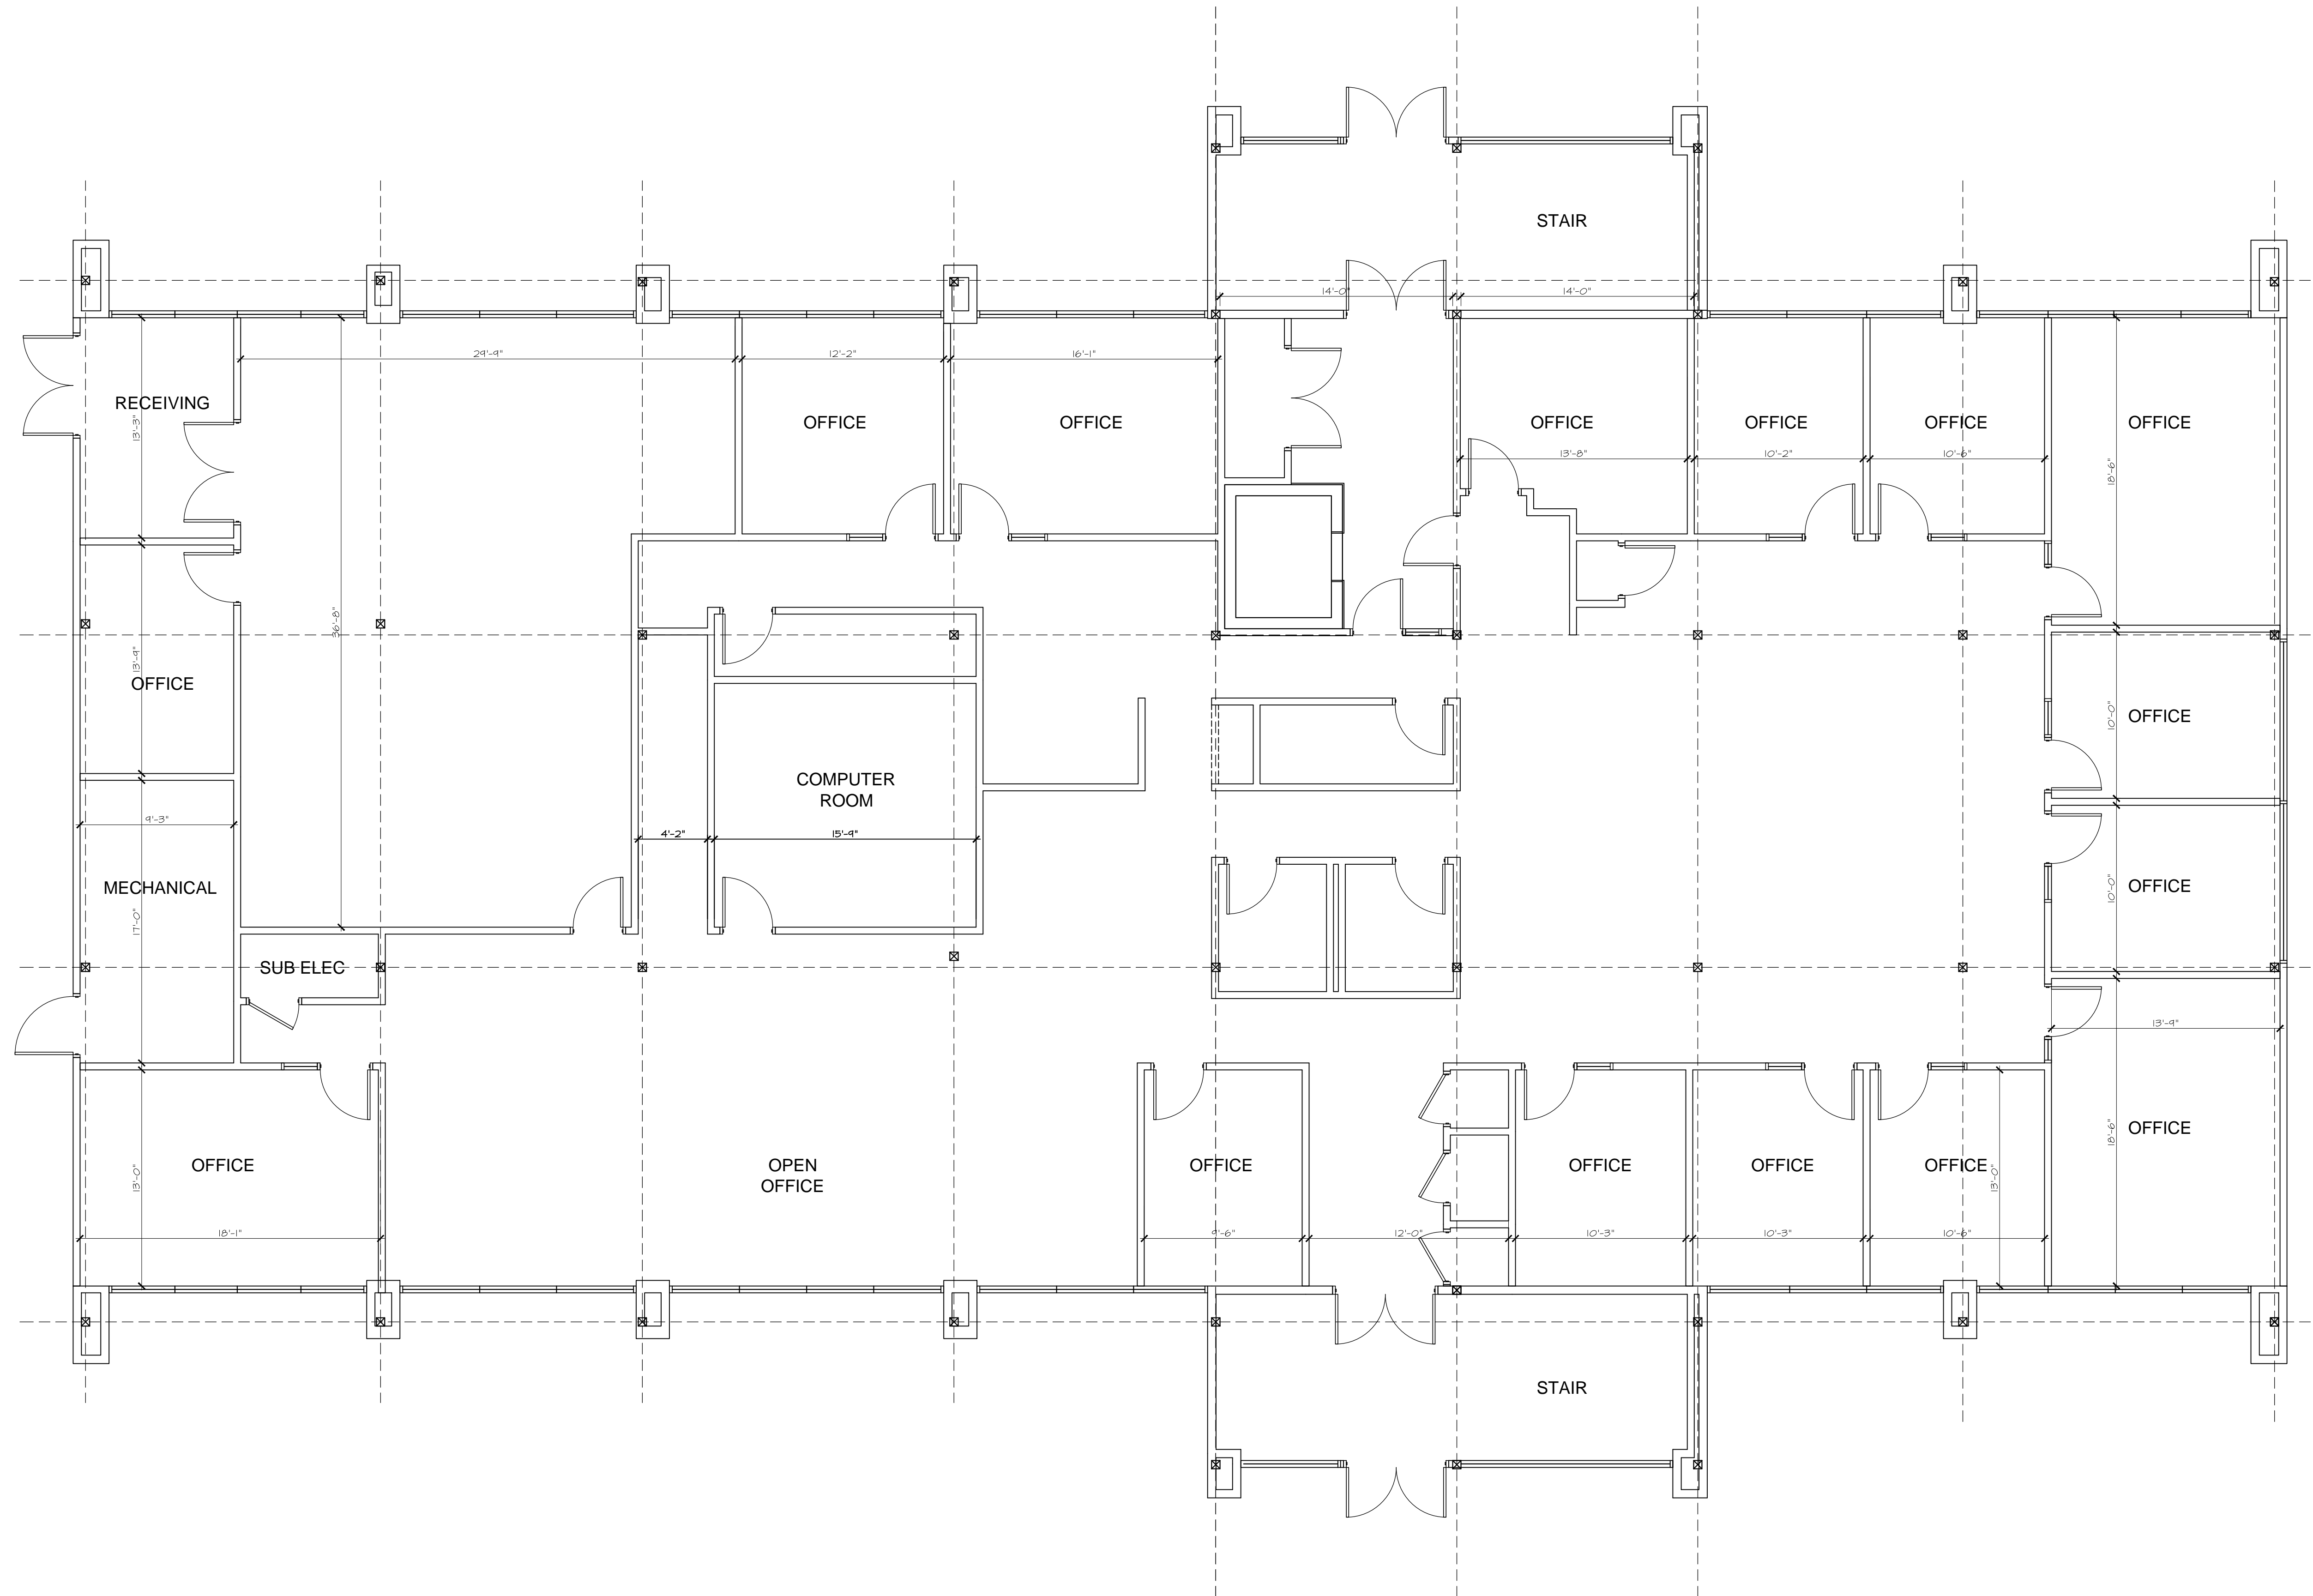 STAIR
14'-0"
14'-0"
29'-9"
12'-2"
16'-1"
RECEIVING
13'-3"
OFFICE
OFFICE
OFFICE
OFFICE
OFFICE
OFFICE
13'-8"
10'-2"
10'-6"
18'-6"
36'-8"
13'-9"
OFFICE
10'-0"
OFFICE
COMPUTER
ROOM
9'-3"
4'-2"
15'-9"
MECHANICAL
17'-0"
10'-0"
OFFICE
SUB ELEC
13'-9"
OFFICE
18'-6"
OFFICE
13'-0"
OPEN
OFFICE
OFFICE
OFFICE
OFFICE
OFFICE
13'-0"
18'-1"
9'-6"
12'-0"
10'-3"
10'-3"
10'-6"
STAIR